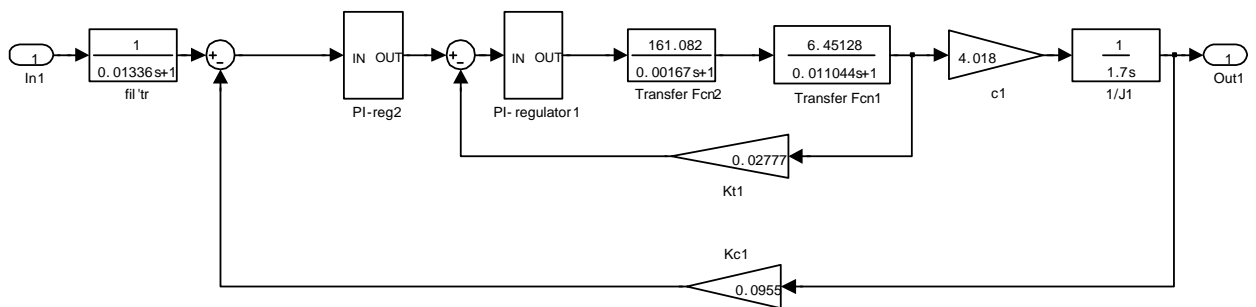 1
In1
1
0.01336s+1
fil'tr
IN OUT
PI-reg2
IN OUT
PI- regulator1
161.082
0.00167s+1
Transfer Fcn2
6.45128
0.011044s+1
Transfer Fcn1
4.018
c1
1
1.7s
1/J1
1
Out1
0.02777
Kt1
Kc1
0.0955